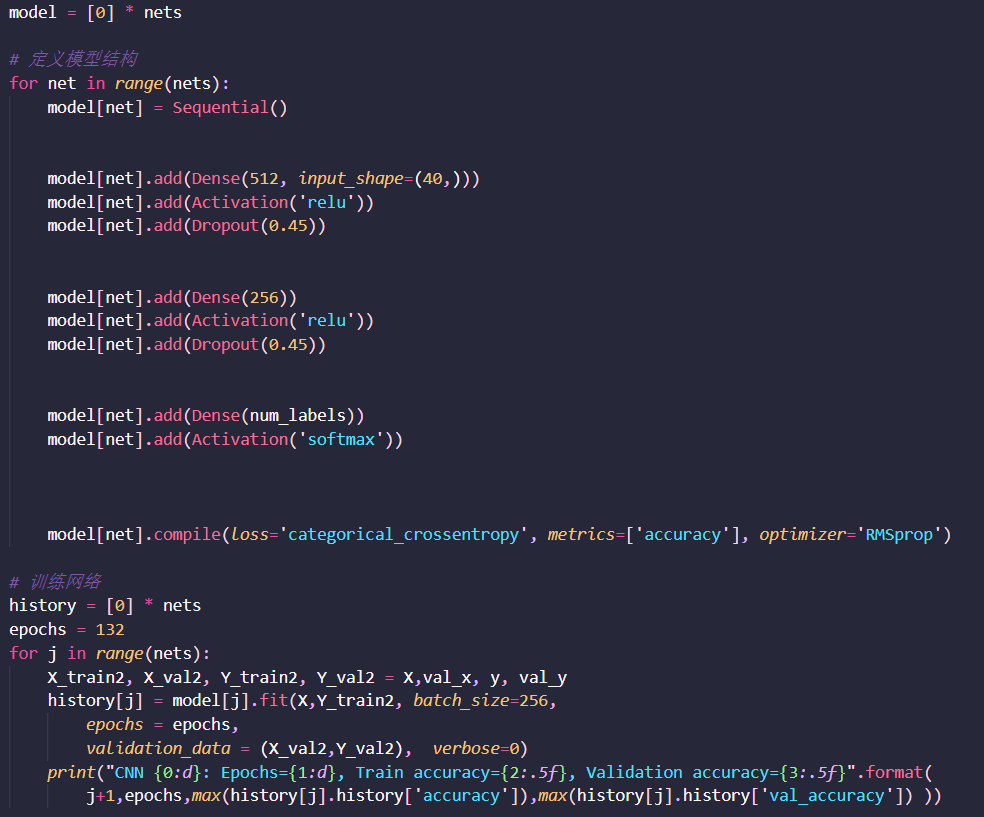 model = [0] * nets
# 定义模型结构
for net in range(nets):
model[net] = Sequential()
model[net].add(Dense(512, input_shape=(40,)))
model[net].add(Activation('relu'))
model[net].add(Dropout(0.45))
model[net].add(Dense(256))
model[net].add(Activation('relu'))
model[net].add(Dropout(0.45))
model[net].add(Dense(num_labels))
model[net].add(Activation('softmax'))
model[net].compile(loss='categorical_crossentropy', metrics=['accuracy'], optimizer='RMSprop')
# 训练网络
history = [0] * nets
epochs = 132
for j in range(nets):
X_train2, X_val2, Y_train2, Y_val2 = X,val_x, y, val_y
history[j] = model[j].fit(X,Y_train2, batch_size=256,
epochs = epochs,
validation_data = (X_val2,Y_val2),  verbose=0)
print("CNN {0:d}: Epochs={1:d}, Train accuracy={2:.5f}, Validation accuracy={3:.5f}".format(
j+1,epochs,max(history[j].history['accuracy']),max(history[j].history['val_accuracy']) ))